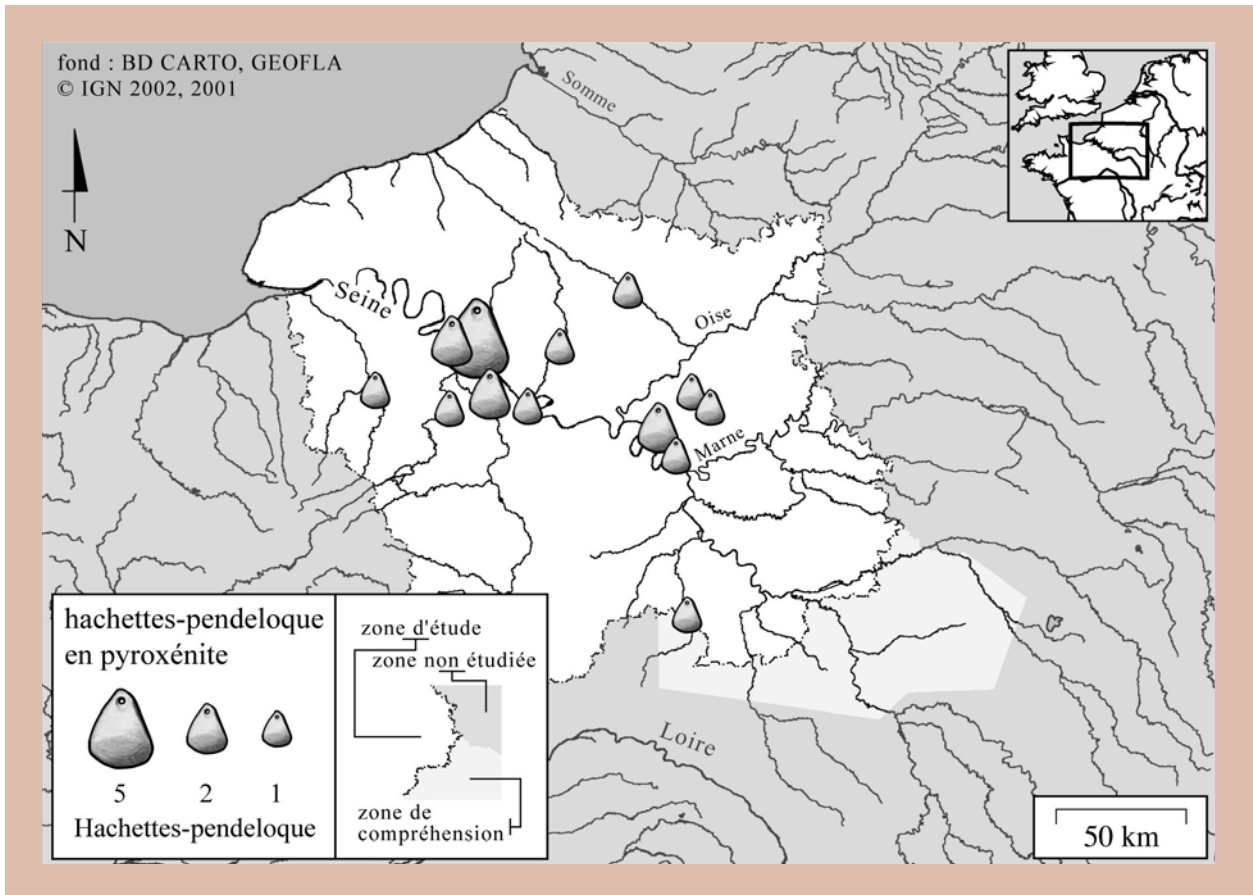 fond : BD CARTO, GEOFLA
© IGN 2002, 2001
N
Somme
Seine
Oise
Marne
Loire
hachettes-pendeloque
en pyroxénite
5 2 1
Hachettes-pendeloque
zone d'étude
zone non étudiée
zone de
compréhension
50 km